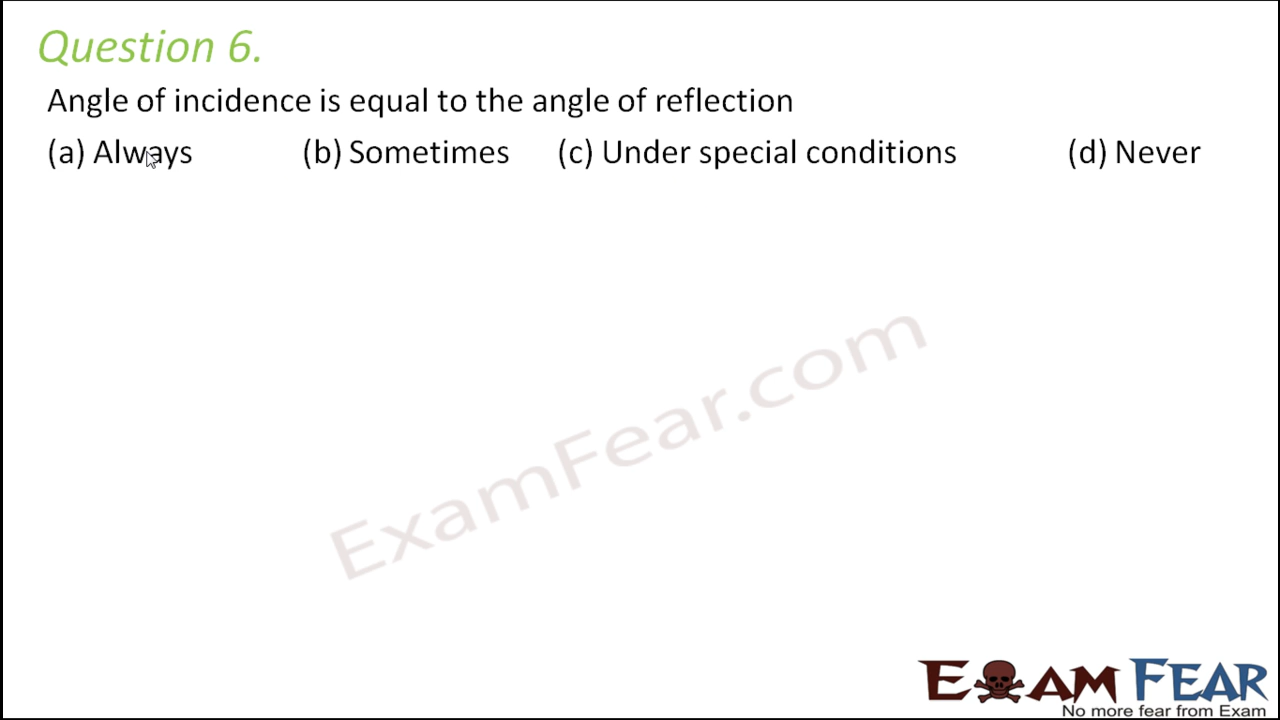 Question 6.
Angle of incidence is equal to the angle of reflection
(a) Always (b) Sometimes (c) Under special conditions (d) Never
ExamFear.com
EXAM FEAR
No more fear from Exam